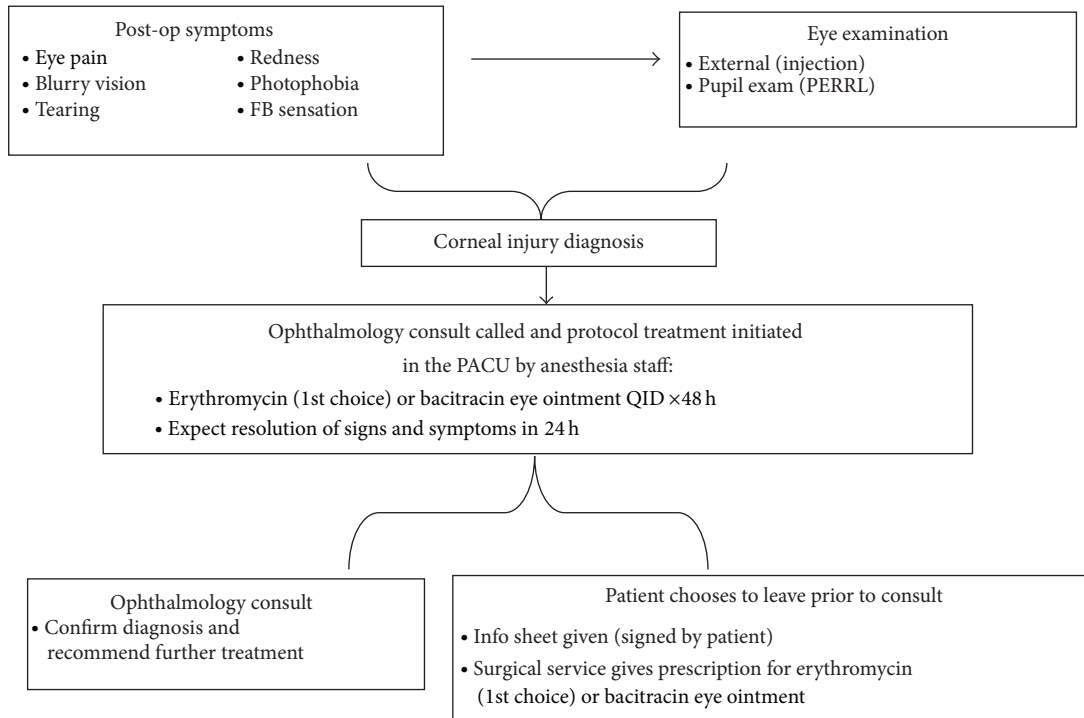 Post-op symptoms
• Eye pain
• Blurry vision
• Tearing
• Redness
• Photophobia
• FB sensation
Eye examination
• External (injection)
• Pupil exam (PERRL)
Corneal injury diagnosis
Ophthalmology consult called and protocol treatment initiated
in the PACU by anesthesia staff:
• Erythromycin (1st choice) or bacitracin eye ointment QID ×48 h
• Expect resolution of signs and symptoms in 24 h
Ophthalmology consult
• Confirm diagnosis and
recommend further treatment
Patient chooses to leave prior to consult
• Info sheet given (signed by patient)
• Surgical service gives prescription for erythromycin
(1st choice) or bacitracin eye ointment